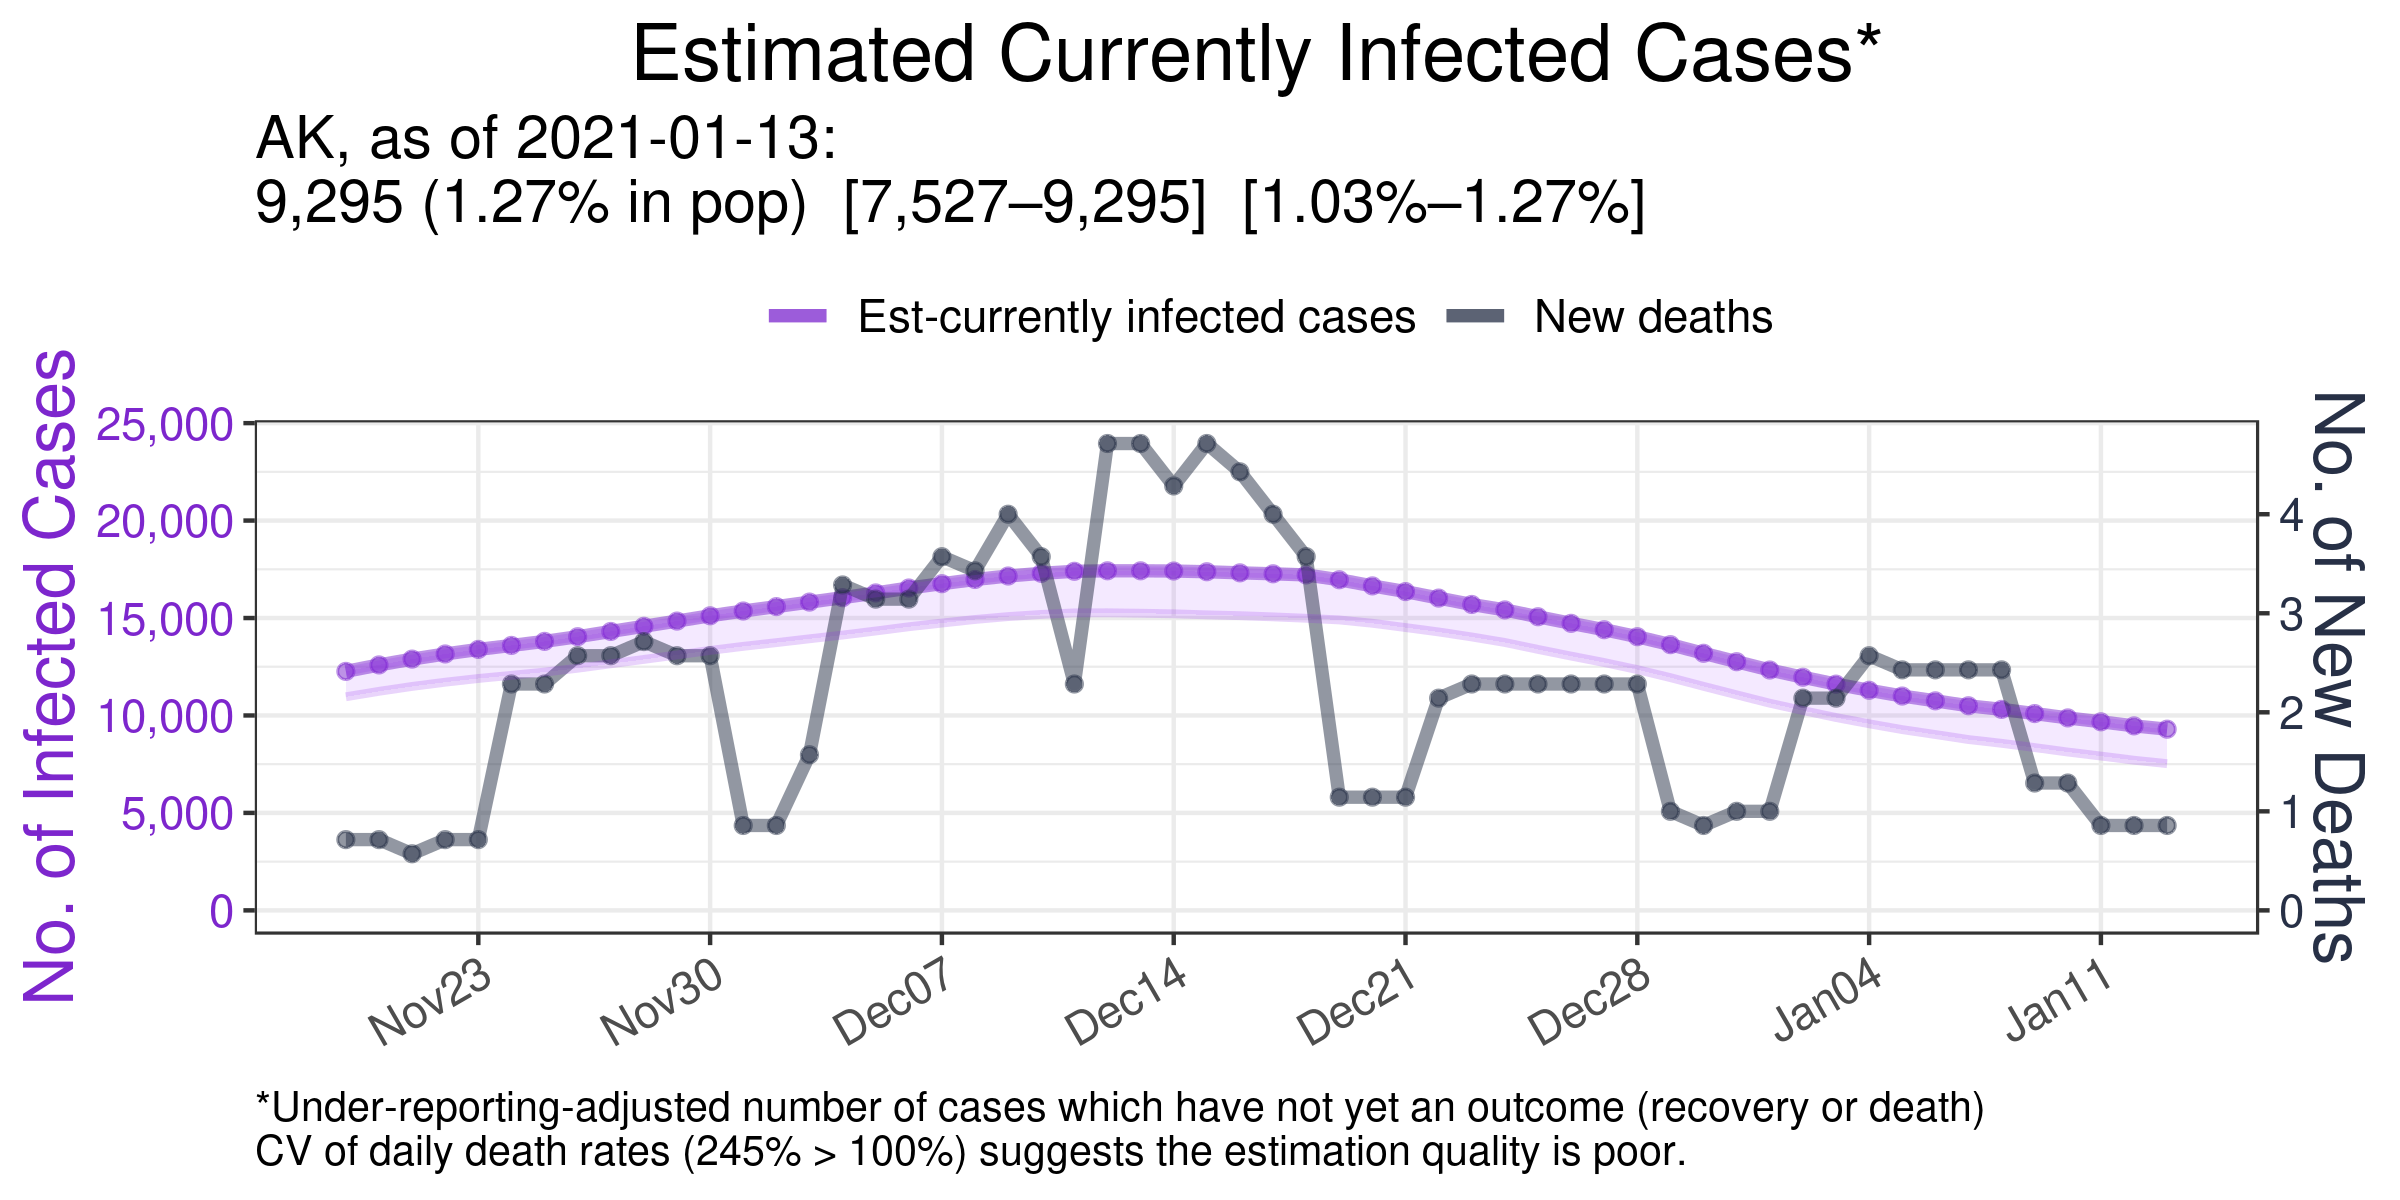 Estimated Currently Infected Cases*
AK, as of 2021-01-13:
9,295 (1.27% in pop)  [7,527–9,295]  [1.03%–1.27%]
Est-currently infected cases
New deaths
No. of Infected Cases
25,000
20,000
15,000
10,000
5,000
0
No. of New Deaths
4
3
2
1
0
Nov23
Nov30
Dec07
Dec14
Dec21
Dec28
Jan04
Jan11
*Under-reporting-adjusted number of cases which have not yet an outcome (recovery or death)
CV of daily death rates (245% > 100%) suggests the estimation quality is poor.